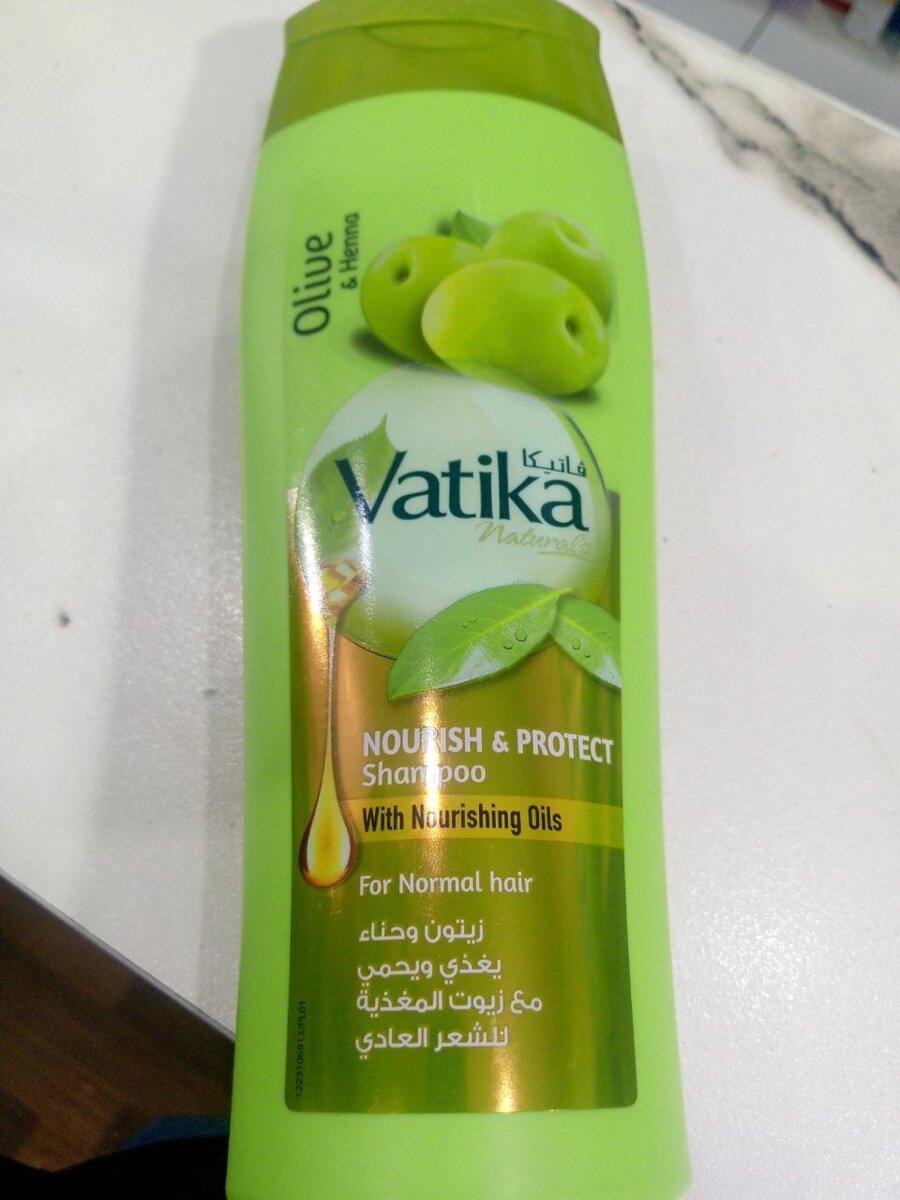 Olive
& Henna
ڤاتيكا
Vatika
Naturals
NOURISH & PROTECT
Shampoo
With Nourishing Oils
For Normal hair
زيتون وحناء
يغذي ويحمي
مع زيوت المغذية
للشعر العادي